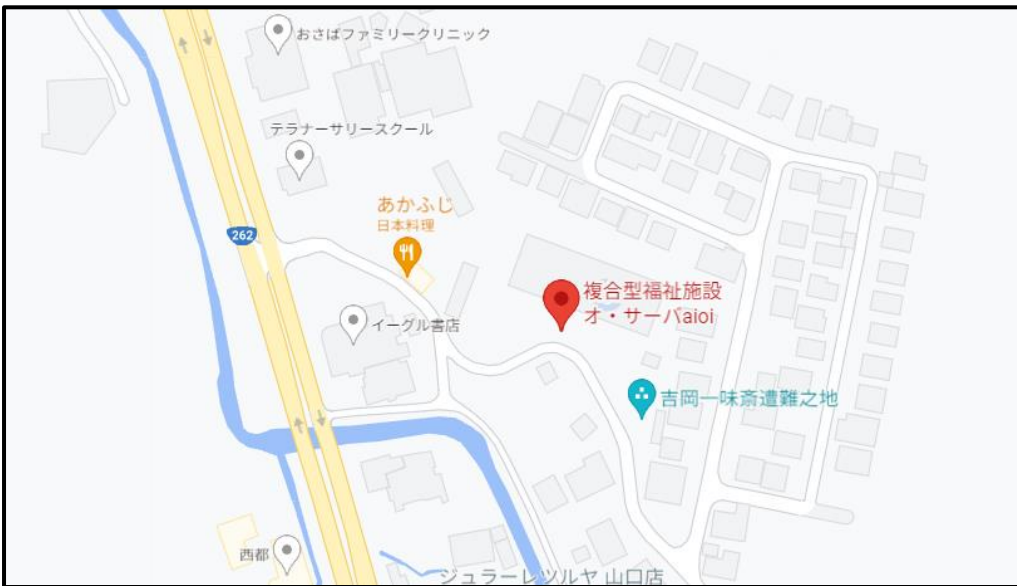 おさばファミリークリニック
テラナーサリースクール
あかふじ
日本料理
262
複合型福祉施設
オ・サーバaioi
イーグル書店
吉岡一味斎遭難之地
西都
ジュラーレツルヤ 山口店